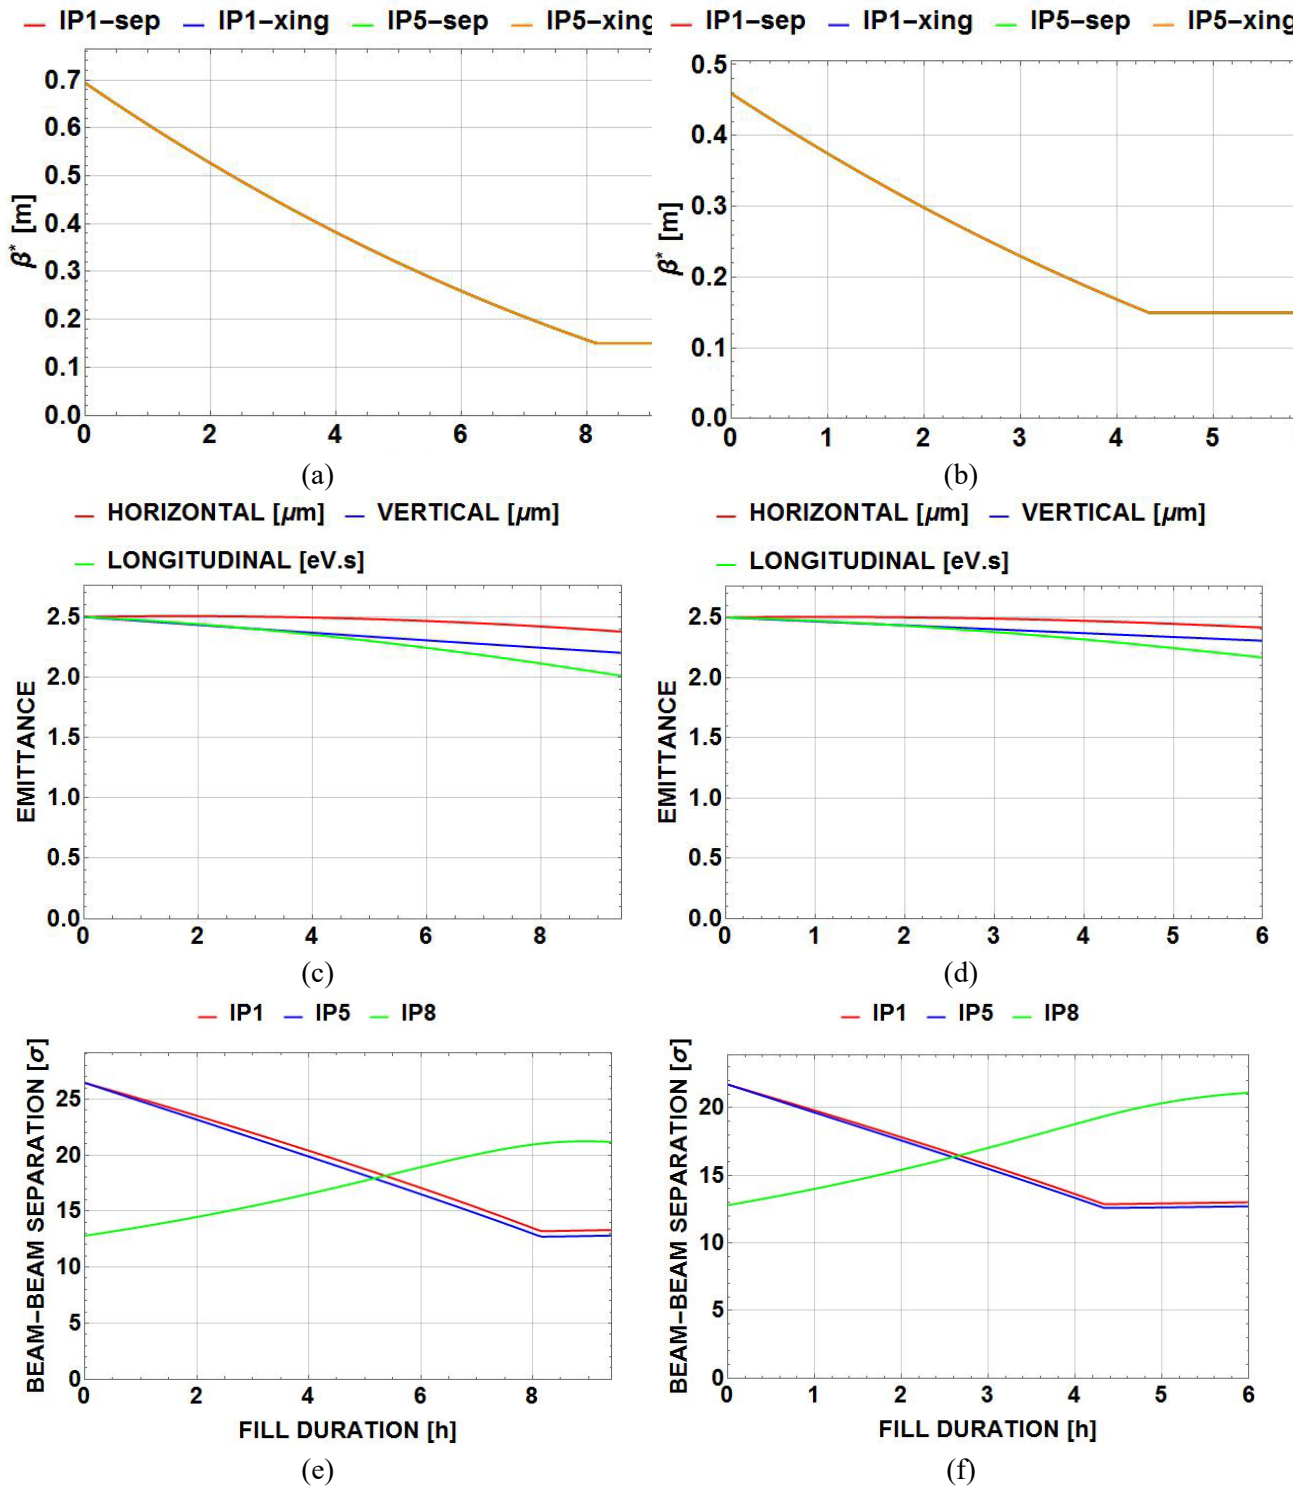 IP1–sep IP1–xing IP5–sep IP5–xing
0.7
0.6
0.5
0.4
0.3
0.2
0.1
0.0
β* [m]
0 2 4 6 8
(a)
IP1–sep IP1–xing IP5–sep IP5–xing
0.5
0.4
0.3
0.2
0.1
0.0
β* [m]
0 1 2 3 4 5
(b)
HORIZONTAL [μm] VERTICAL [μm]
LONGITUDINAL [eV.s]
2.5
2.0
1.5
1.0
0.5
0.0
EMITTANCE
0 2 4 6 8
(c)
HORIZONTAL [μm] VERTICAL [μm]
LONGITUDINAL [eV.s]
2.5
2.0
1.5
1.0
0.5
0.0
EMITTANCE
0 1 2 3 4 5 6
(d)
IP1 IP5 IP8
25
20
15
10
5
0
BEAM–BEAM SEPARATION [σ]
0 2 4 6 8
FILL DURATION [h]
(e)
IP1 IP5 IP8
20
15
10
5
0
BEAM–BEAM SEPARATION [σ]
0 1 2 3 4 5 6
FILL DURATION [h]
(f)